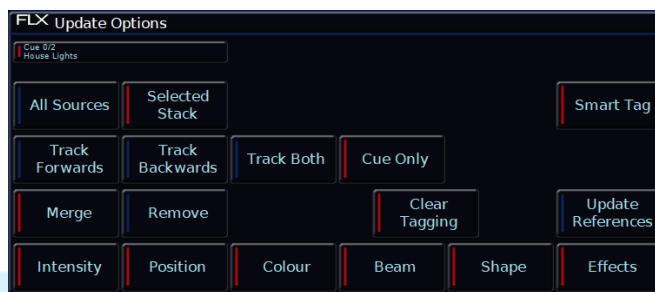 FLX Update Options
Cue 0/2
House Lights
All Sources
Selected
Stack
Smart Tag
Track
Forwards
Track
Backwards
Track Both
Cue Only
Merge
Remove
Clear
Tagging
Update
References
Intensity
Position
Colour
Beam
Shape
Effects